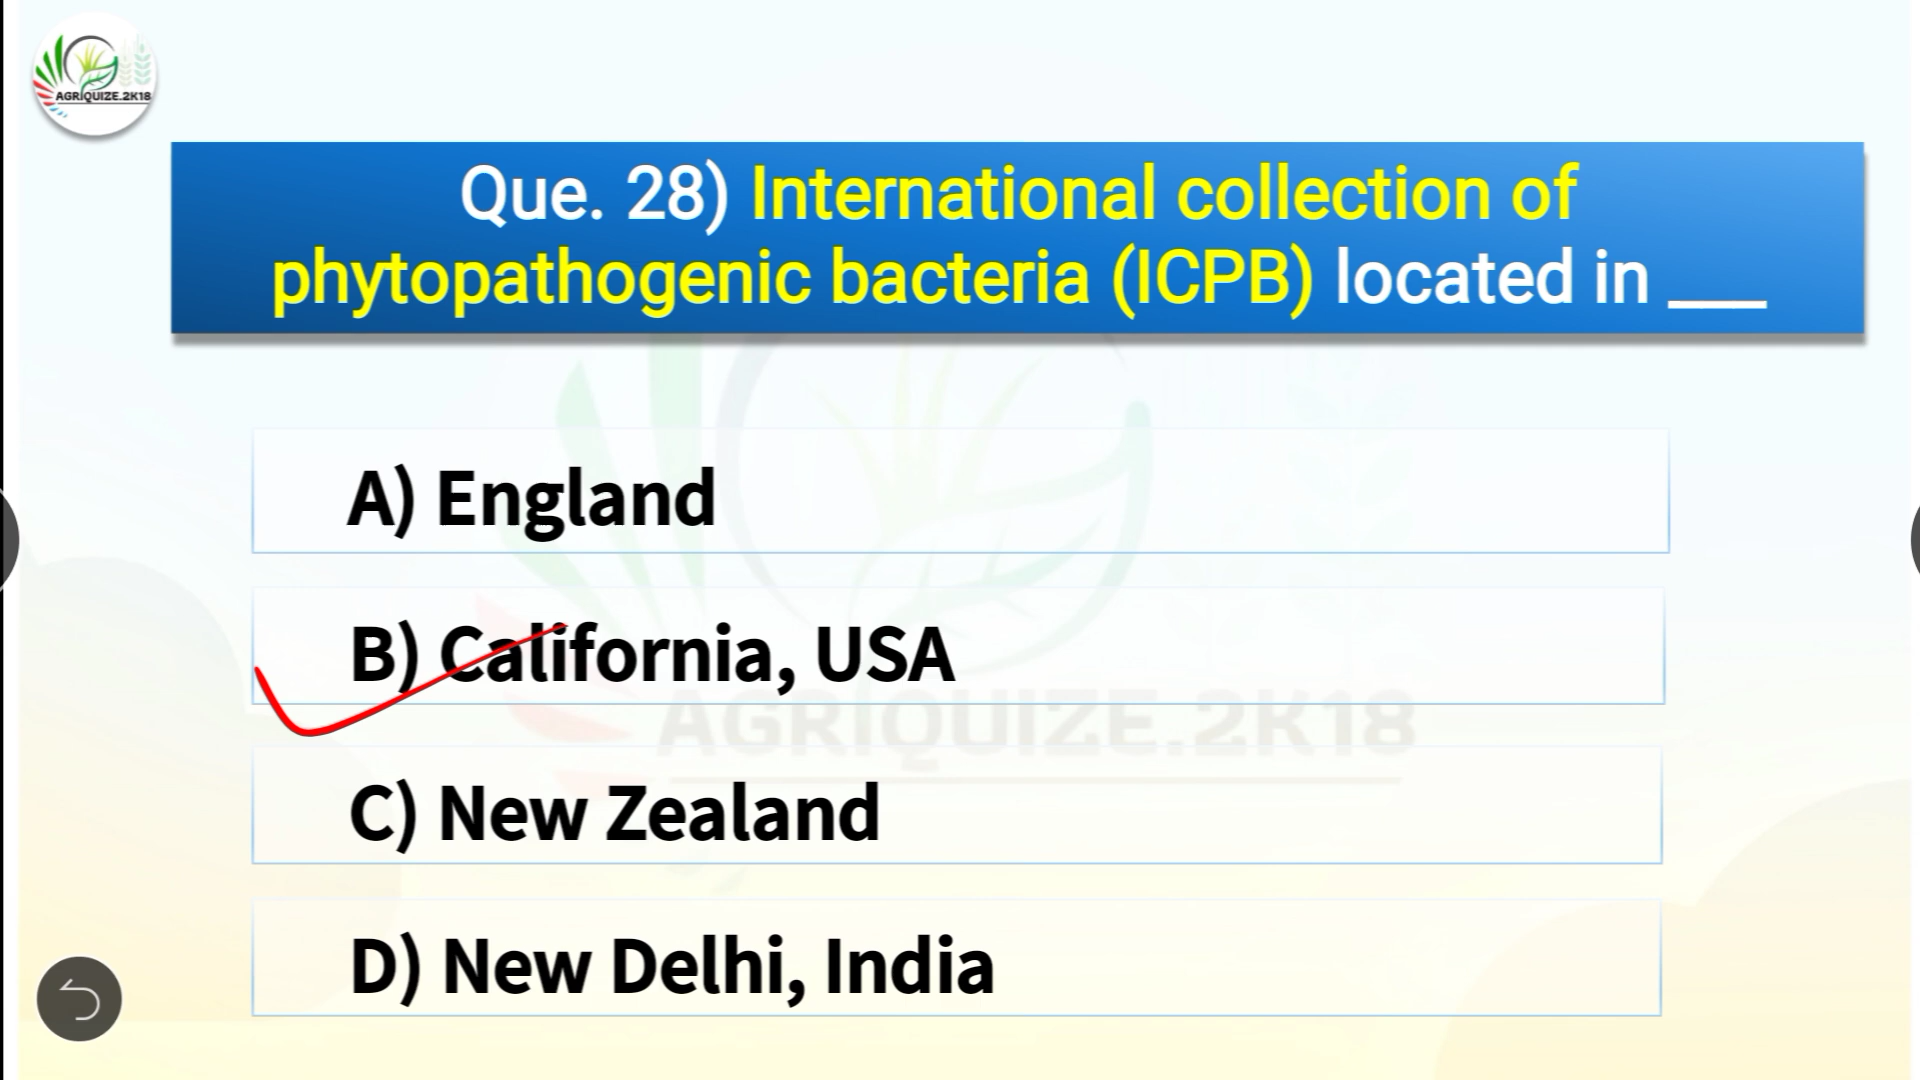 AGRIQUIZE.2K18
Que. 28) International collection of
phytopathogenic bacteria (ICPB) located in ___
A) England
B) California, USA
AGRIQUIZE.2K18
C) New Zealand
D) New Delhi, India